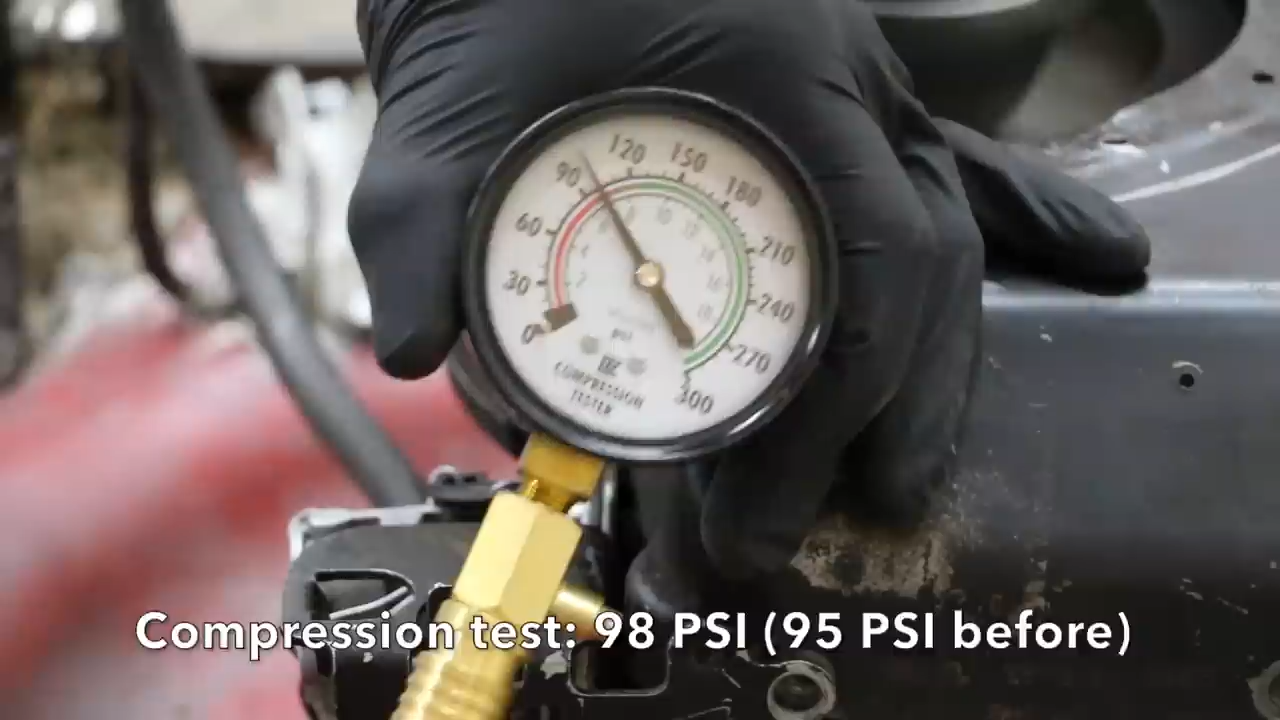 120
150
90
180
60
210
30
240
0
270
300
PSI
COMPRESSION
TESTER
Compression test: 98 PSI (95 PSI before)